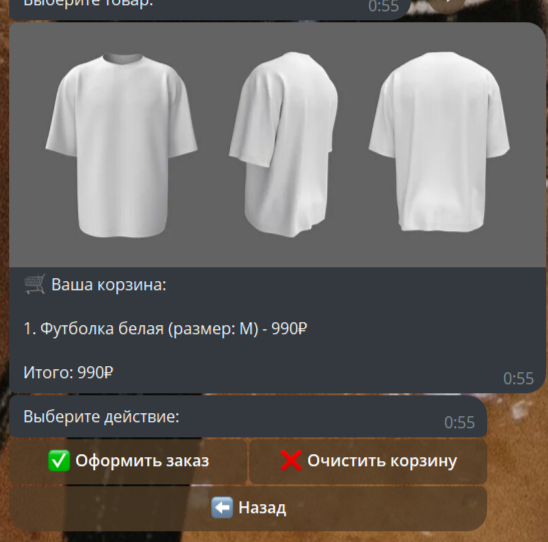 Выберите товар:
0:55
Ваша корзина:
1. Футболка белая (размер: M) - 990₽
Итого: 990₽
0:55
Выберите действие:
0:55
Оформить заказ
Очистить корзину
Назад